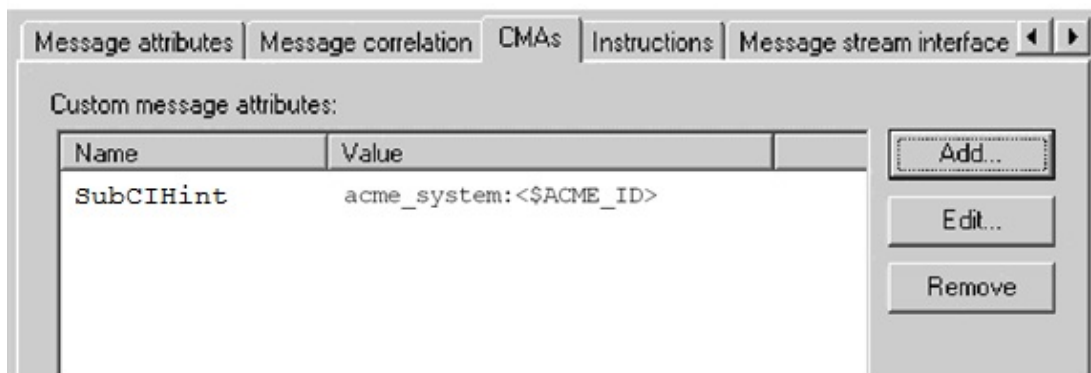 Message attributes Message correlation CMAs Instructions Message stream interface
Custom message attributes:
Name Value
Add...
SubCIHint acme_system:<$ACME_ID>
Edit...
Remove